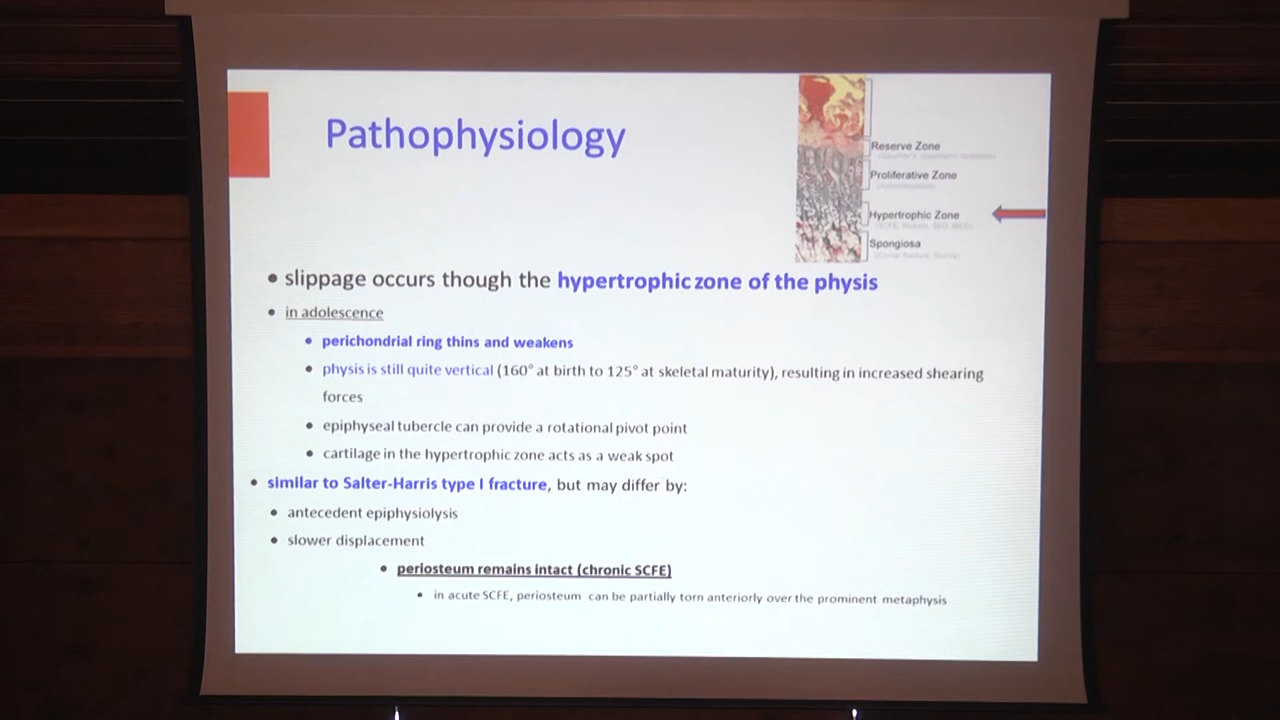 Pathophysiology
Reserve Zone
Proliferative Zone
Hypertrophic Zone
Spongiosa
• slippage occurs though the hypertrophic zone of the physis
• in adolescence
• perichondrial ring thins and weakens
• physis is still quite vertical (160° at birth to 125° at skeletal maturity), resulting in increased shearing
forces
• epiphyseal tubercle can provide a rotational pivot point
• cartilage in the hypertrophic zone acts as a weak spot
• similar to Salter-Harris type I fracture, but may differ by:
• antecedent epiphysiolysis
• slower displacement
• periosteum remains intact (chronic SCFE)
• in acute SCFE, periosteum can be partially torn anteriorly over the prominent metaphysis